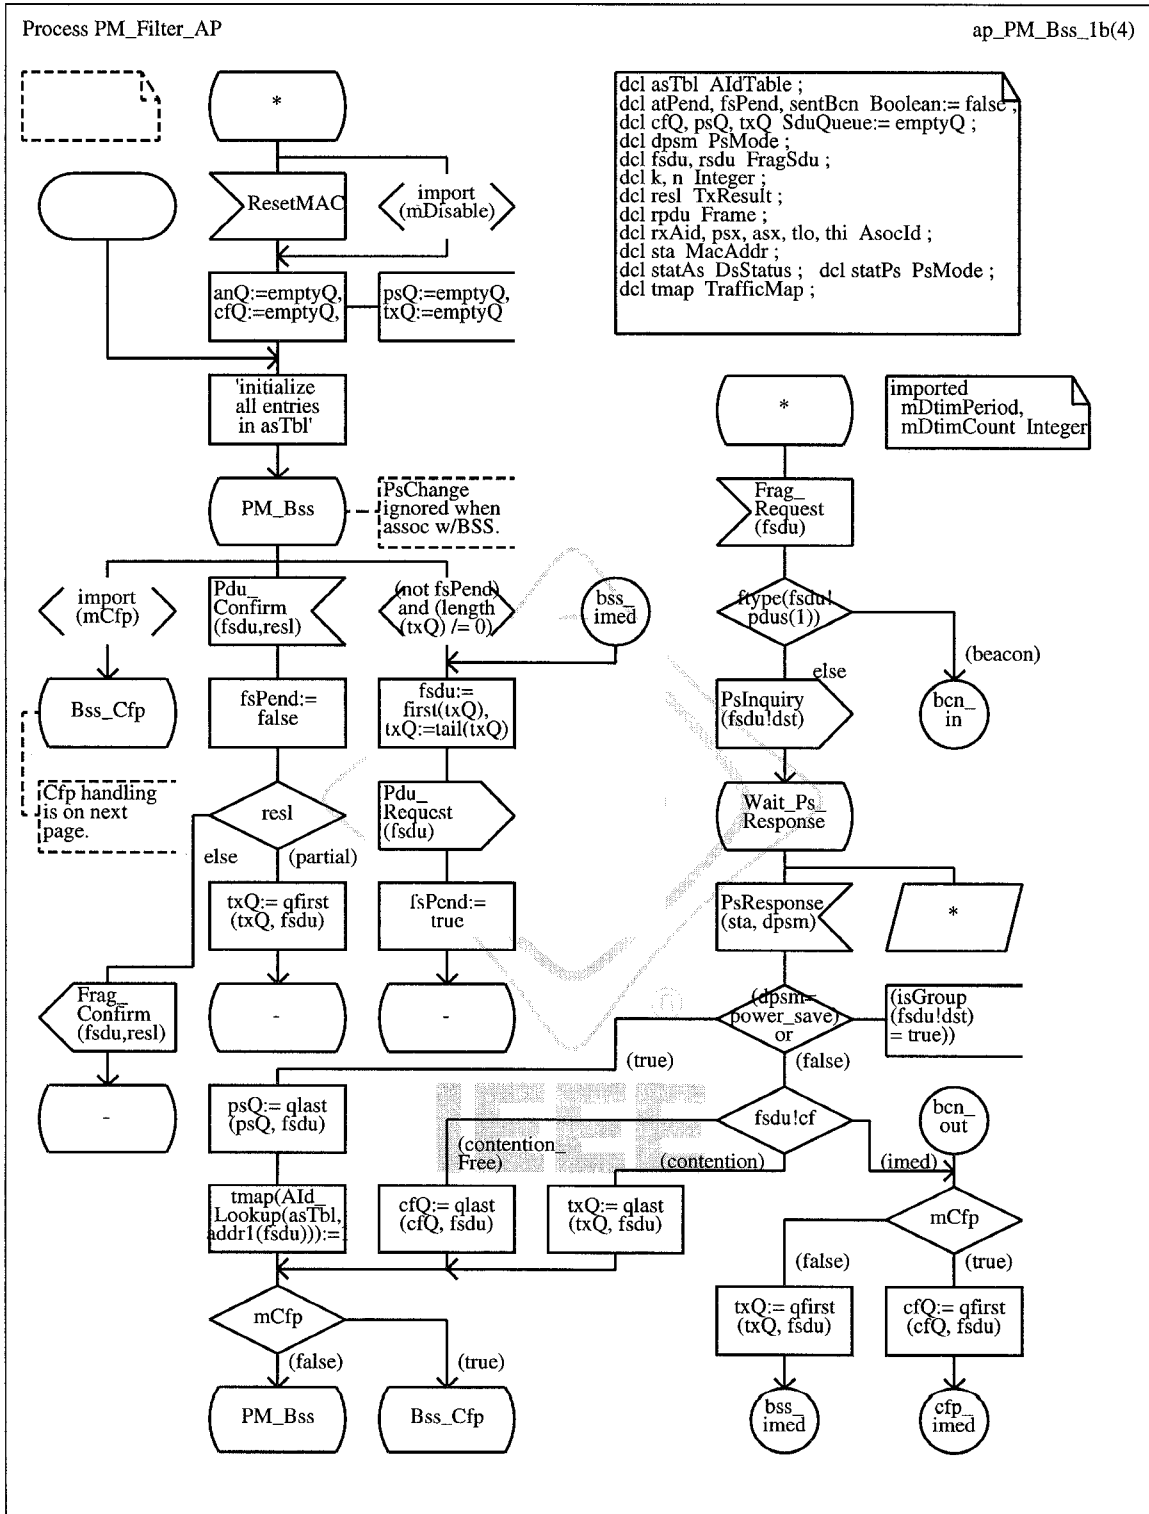 Process PM_Filter_AP
ap_PM_Bss_1b(4)
*
dcl asTbl AIdTable ;
dcl atPend, fsPend, sentBcn Boolean:= false ;
dcl cfQ, psQ, txQ SduQueue:= emptyQ ;
dcl dpsm PsMode ;
dcl fsdu, rsdu FragSdu ;
dcl k, n Integer ;
dcl resl TxResult ;
dcl rpdu Frame ;
dcl rxAid, psx, asx, tlo, thi AsocId ;
dcl sta MacAddr ;
dcl statAs DsStatus ; dcl statPs PsMode ;
dcl tmap TrafficMap ;
ResetMAC
import
(mDisable)
anQ:=emptyQ,
cfQ:=emptyQ,
psQ:=emptyQ,
txQ:=emptyQ
'initialize
all entries
in asTbl'
*
imported
mDtimPeriod,
mDtimCount Integer
PM_Bss
PsChange
ignored when
assoc w/BSS.
Frag_
Request
(fsdu)
import
(mCfp)
Pdu_
Confirm
(fsdu,resl)
(not fsPend)
and (length
(txQ) /= 0)
bss_
imed
ftype(fsdu!
pdus(1))
(beacon)
else
Bss_Cfp
fsPend:=
false
fsdu:=
first(txQ),
txQ:=tail(txQ)
PsInquiry
(fsdu!dst)
bcn_
in
Cfp handling
is on next
page.
resl
Pdu_
Request
(fsdu)
Wait_Ps_
Response
else
(partial)
txQ:= qfirst
(txQ, fsdu)
fsPend:=
true
PsResponse
(sta, dpsm)
*
Frag_
Confirm
(fsdu,resl)
-
-
(dpsm=
power_save)
or
(isGroup
(fsdu!dst)
= true))
®
(true)
(false)
-
psQ:= qlast
(psQ, fsdu)
IEEE
fsdu!cf
bcn_
out
(contention_
Free)
(contention)
(imed)
tmap(AId_
Lookup(asTbl,
addr1(fsdu))):=1
cfQ:= qlast
(cfQ, fsdu)
txQ:= qlast
(txQ, fsdu)
mCfp
(false)
(true)
mCfp
txQ:= qfirst
(txQ, fsdu)
cfQ:= qfirst
(cfQ, fsdu)
(false)
(true)
PM_Bss
Bss_Cfp
bss_
imed
cfp_
imed